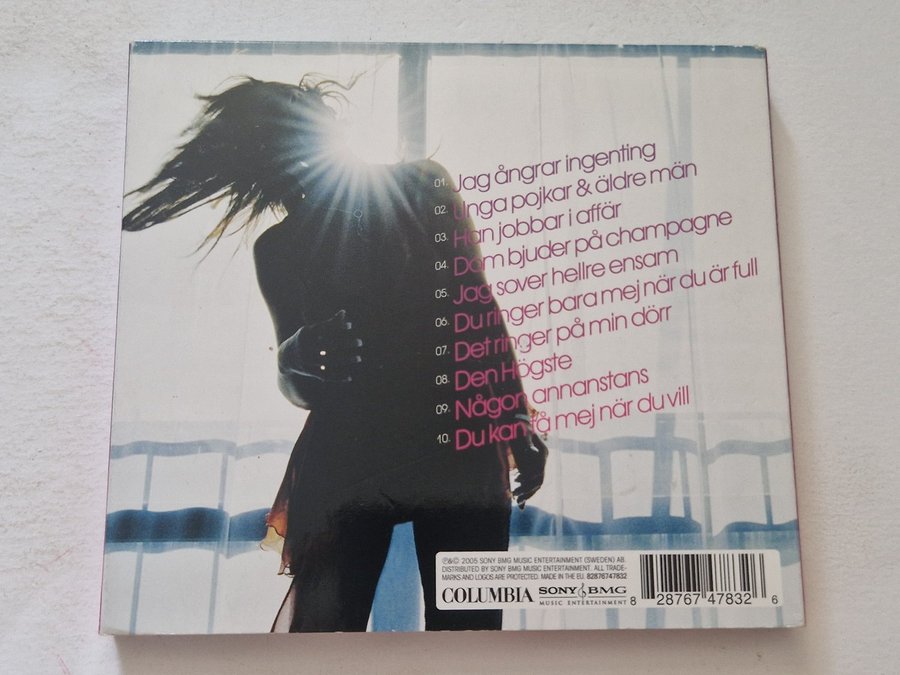 01. Jag ångrar ingenting
02. Unga pojkar & äldre män
03. Han jobbar i affär
04. Dom bjuder på champagne
05. Jag sover hellre ensam
06. Du ringer bara mej när du är full
07. Det ringer på min dörr
08. Den Högste
09. Någon annanstans
10. Du kan få mej när du vill
℗&© 2005 SONY BMG MUSIC ENTERTAINMENT (SWEDEN) AB.
DISTRIBUTED BY SONY BMG MUSIC ENTERTAINMENT. ALL TRADE-
MARKS AND LOGOS ARE PROTECTED. MADE IN THE EU. 82876747832
COLUMBIA SONY BMG
MUSIC ENTERTAINMENT
8 28767 47832 6